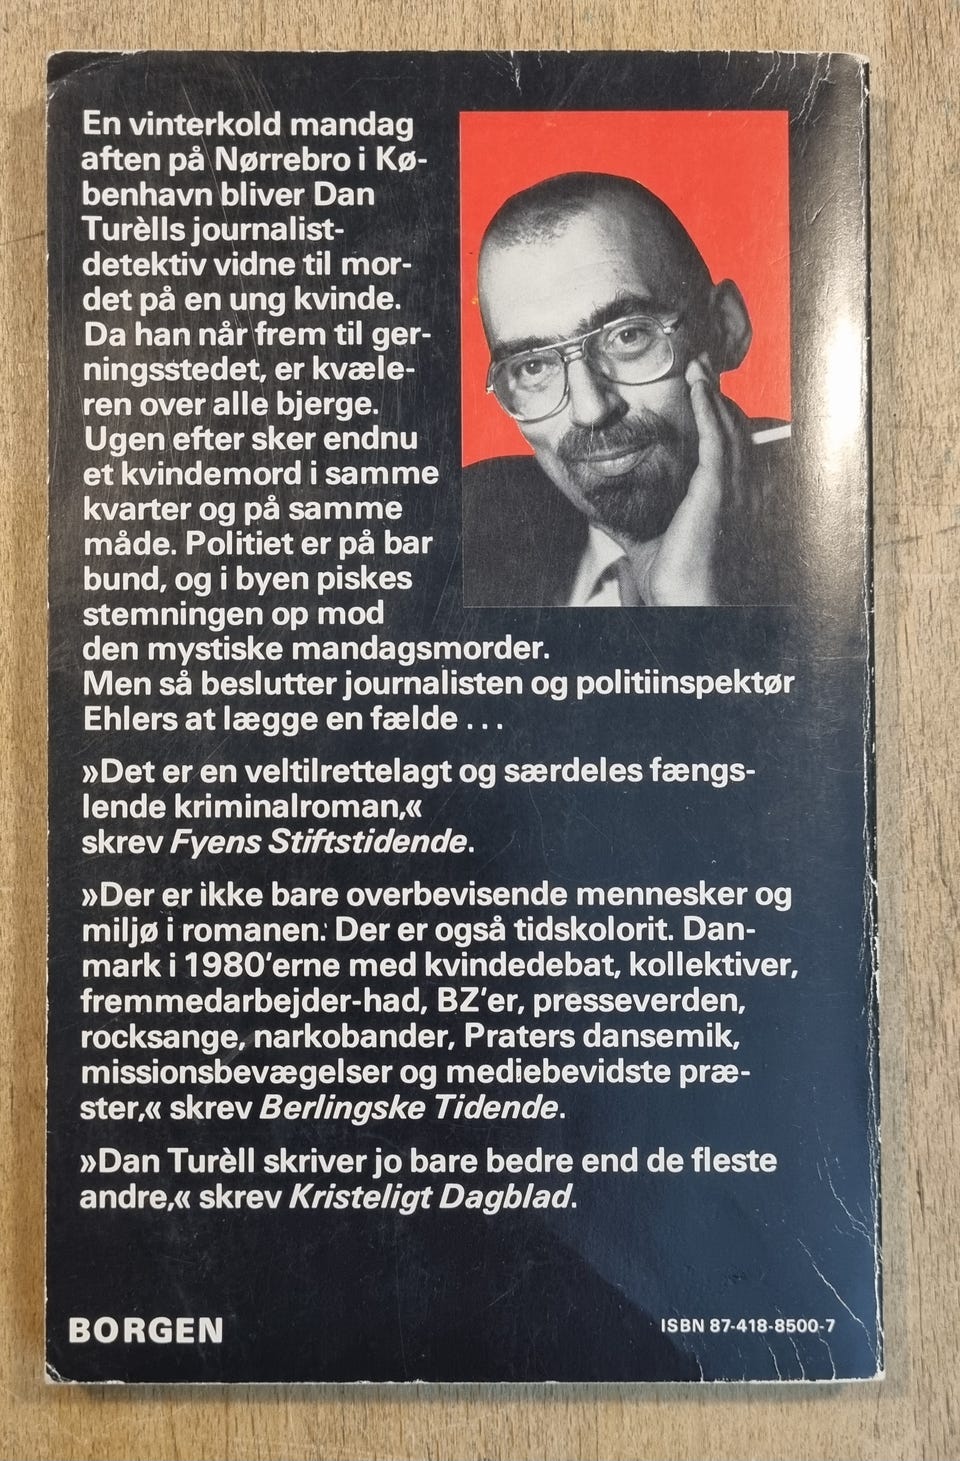 En vinterkold mandag
aften på Nørrebro i Kø-
benhavn bliver Dan
Turèlls journalist-
detektiv vidne til mor-
det på en ung kvinde.
Da han når frem til ger-
ningsstedet, er kvæle-
ren over alle bjerge.
Ugen efter sker endnu
et kvindemord i samme
kvarter og på samme
måde. Politiet er på bar
bund, og i byen piskes
stemningen op mod
den mystiske mandagsmorder.
Men så beslutter journalisten og politiinspektør
Ehlers at lægge en fælde . . .
»Det er en veltilrettelagt og særdeles fængs-
lende kriminalroman,«
skrev Fyens Stiftstidende.
»Der er ikke bare overbevisende mennesker og
miljø i romanen. Der er også tidskolorit. Dan-
mark i 1980'erne med kvindedebat, kollektiver,
fremmedarbejder-had, BZ'er, presseverden,
rocksange, narkobander, Praters dansemik,
missionsbevægelser og mediebevidste præ-
ster,« skrev Berlingske Tidende.
»Dan Turèll skriver jo bare bedre end de fleste
andre,« skrev Kristeligt Dagblad.
BORGEN
ISBN 87-418-8500-7